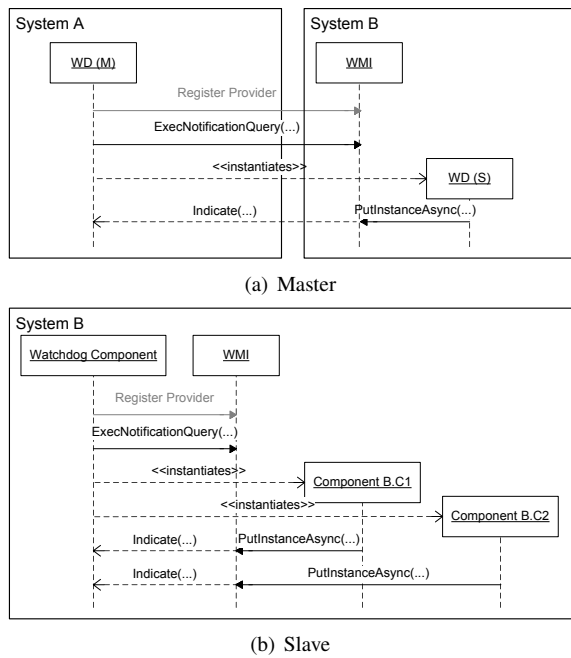 System A
System B
WD (M)
WMI
Register Provider
ExecNotificationQuery(...)
<<instantiates>>
WD (S)
Indicate(...)
PutInstanceAsync(...)
(a) Master
System B
Watchdog Component
WMI
Register Provider
ExecNotificationQuery(...)
<<instantiates>>
Component B.C1
<<instantiates>>
Component B.C2
Indicate(...)
PutInstanceAsync(...)
Indicate(...)
PutInstanceAsync(...)
(b) Slave